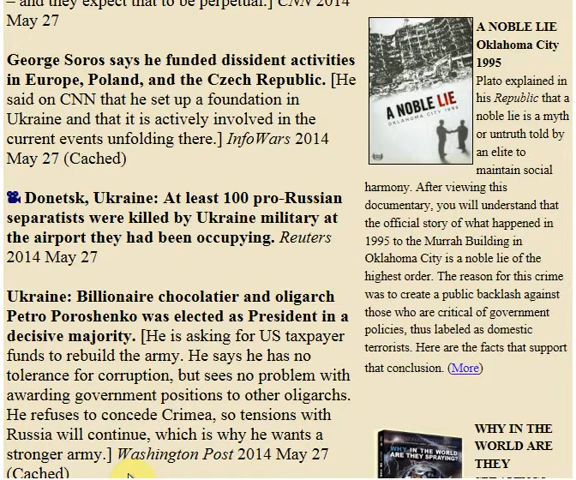 – and they expect that to be perpetual.] CNN 2014
May 27
George Soros says he funded dissident activities
in Europe, Poland, and the Czech Republic. [He
said on CNN that he set up a foundation in
Ukraine and that it is actively involved in the
current events unfolding there.] InfoWars 2014
May 27 (Cached)
Donetsk, Ukraine: At least 100 pro-Russian
separatists were killed by Ukraine military at
the airport they had been occupying. Reuters
2014 May 27
Ukraine: Billionaire chocolatier and oligarch
Petro Poroshenko was elected as President in a
decisive majority. [He is asking for US taxpayer
funds to rebuild the army. He says he has no
tolerance for corruption, but sees no problem with
awarding government positions to other oligarchs.
He refuses to concede Crimea, so tensions with
Russia will continue, which is why he wants a
stronger army.] Washington Post 2014 May 27
(Cached)
A NOBLE LIE
OKLAHOMA CITY 1995
A NOBLE LIE
Oklahoma City
1995
Plato explained in
his Republic that a
noble lie is a myth
or untruth told by
an elite to
maintain social
harmony. After viewing this
documentary, you will understand that
the official story of what happened in
1995 to the Murrah Building in
Oklahoma City is a noble lie of the
highest order. The reason for this crime
was to create a public backlash against
those who are critical of government
policies, thus labeled as domestic
terrorists. Here are the facts that support
that conclusion. (More)
WHY IN THE WORLD
ARE THEY SPRAYING?
WHY IN THE
WORLD ARE
THEY